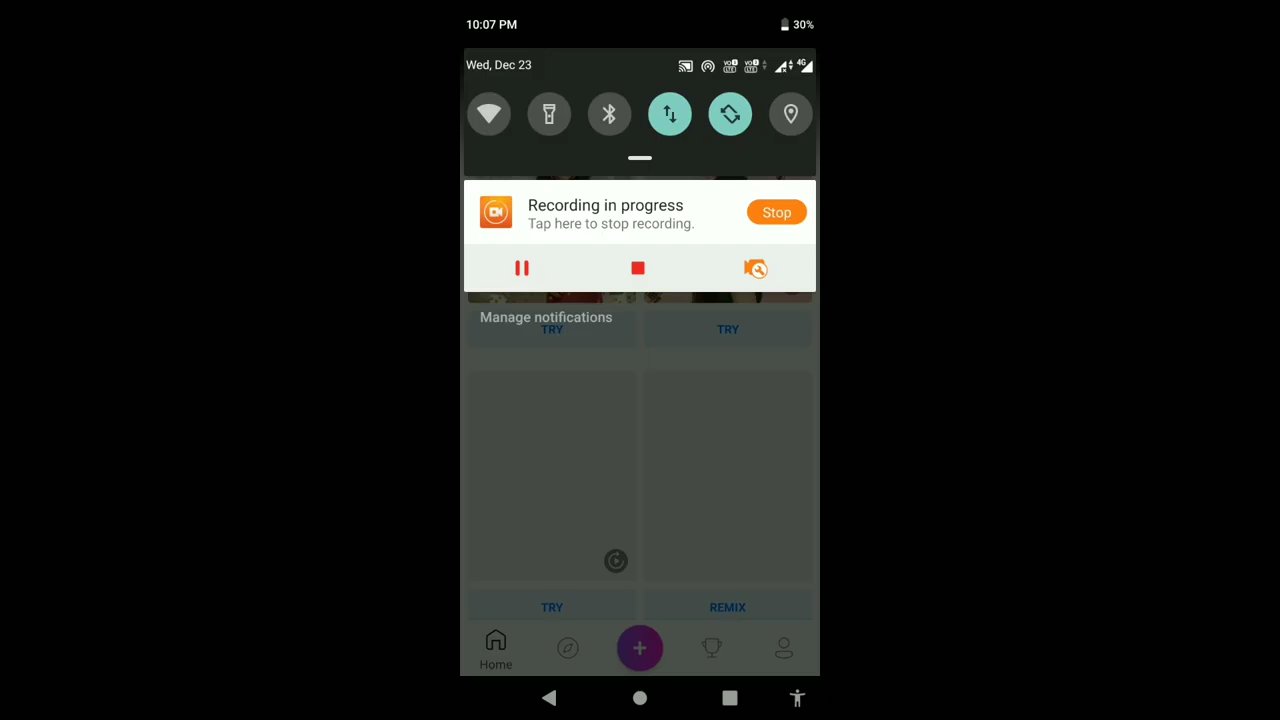 10:07 PM
30%
Wed, Dec 23
4G
Recording in progress
Tap here to stop recording.
Stop
Manage notifications
TRY
TRY
TRY
REMIX
Home